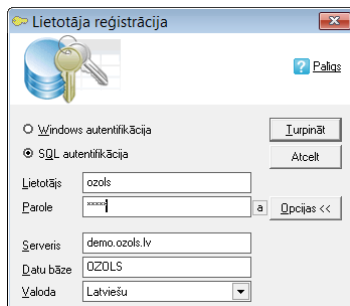 Lietotāja reģistrācija
Palīgs
Windows autentifikācija
Turpināt
SQL autentifikācija
Atcelt
Lietotājs ozols
Parole ***** a Opcijas <<
Serveris demo.ozols.lv
Datu bāze OZOLS
Valoda Latviešu